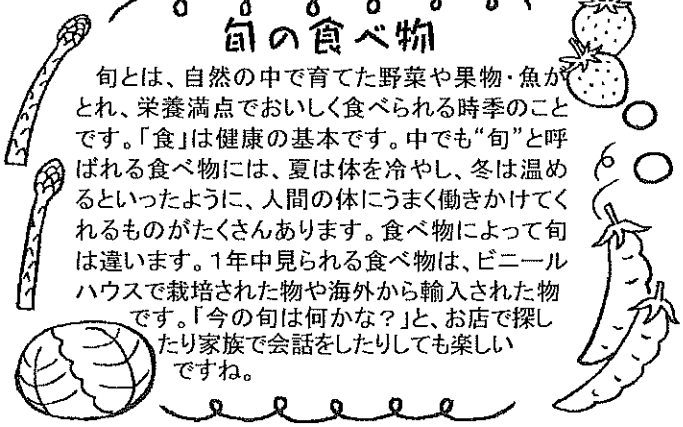 旬の食べ物
旬とは、自然の中で育てた野菜や果物・魚が
とれ、栄養満点でおいしく食べられる時季のこと
です。「食」は健康の基本です。中でも“旬”と呼
ばれる食べ物には、夏は体を冷やし、冬は温め
るといったように、人間の体にうまく働きかけてく
れるものがたくさんあります。食べ物によって旬
は違います。1年中見られる食べ物は、ビニール
ハウスで栽培された物や海外から輸入された物
です。「今の旬は何かな？」と、お店で探し
たり家族で会話をしたりしても楽しい
ですね。